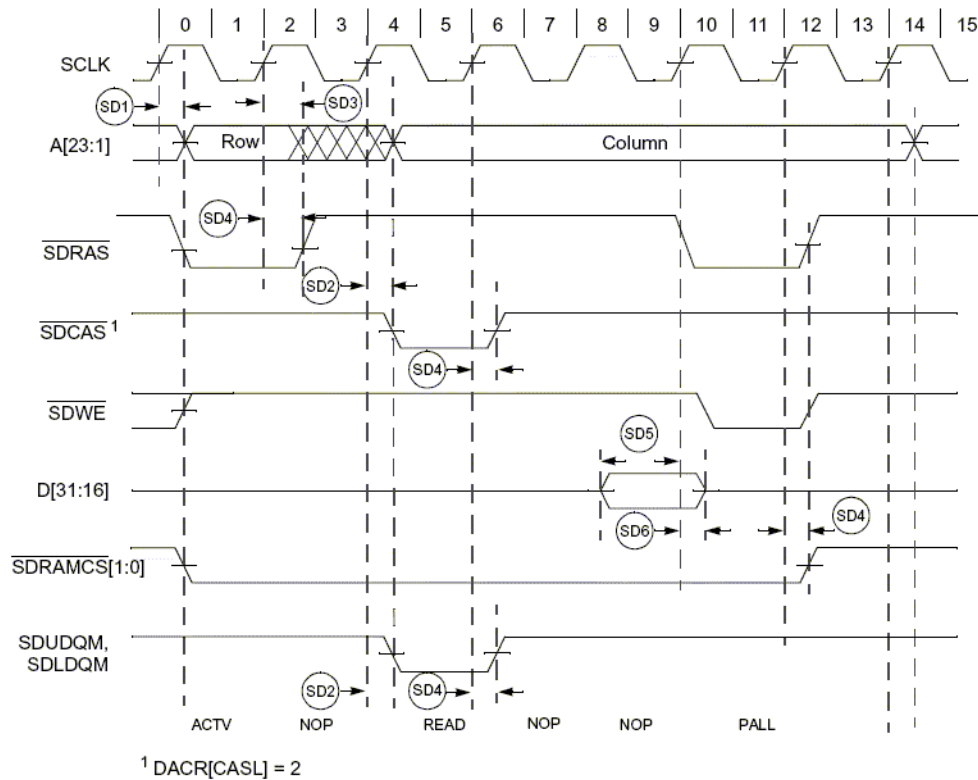 0 1 2 3 4 5 6 7 8 9 10 11 12 13 14 15
SCLK
SD1
SD3
A[23:1]
Row
Column
SD4
SDRAS
SD2
SDCAS 1
SD4
SDWE
SD5
D[31:16]
SD6
SD4
SDRAMCS[1:0]
SDUDQM,
SDLDQM
SD2
SD4
ACTV NOP READ NOP NOP PALL
1 DACR[CASL] = 2